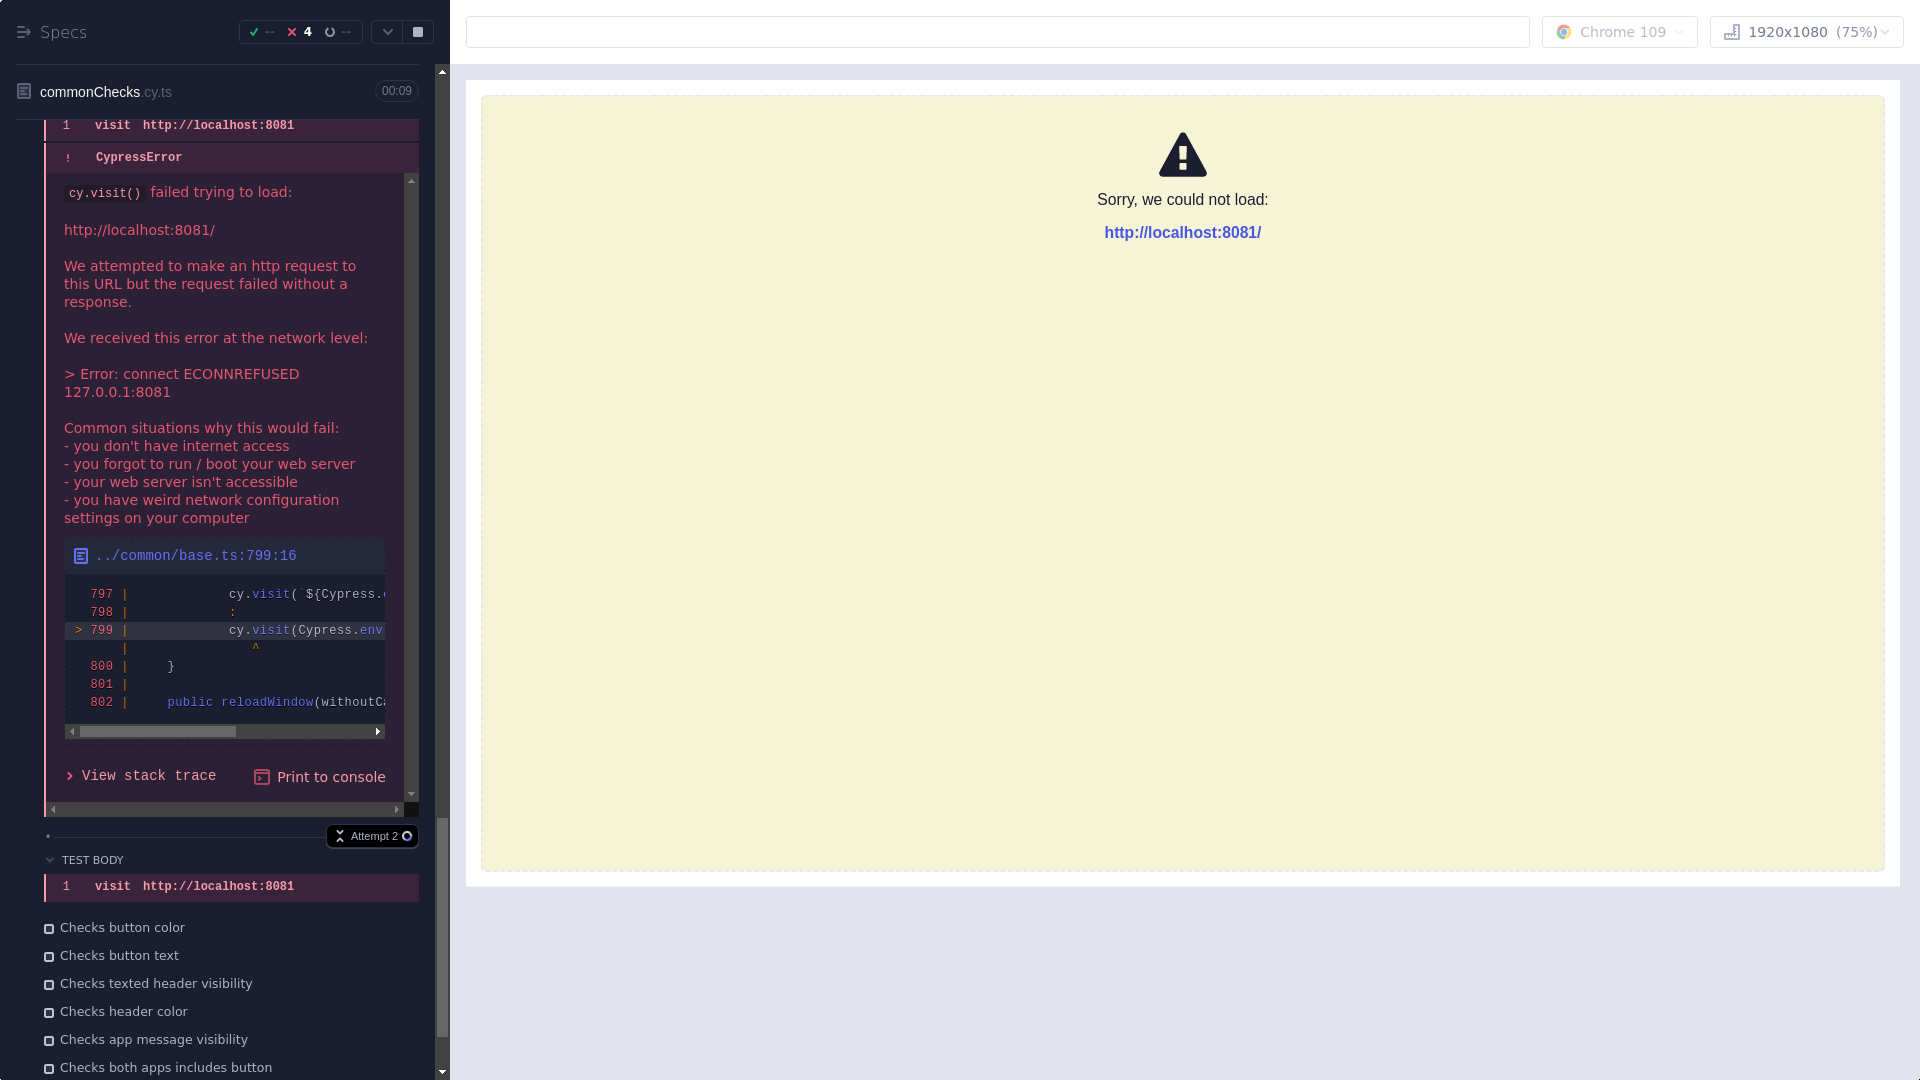 Specs
-- 4 --
commonChecks.cy.ts 00:09
1 visit http://localhost:8081
! CypressError
cy.visit() failed trying to load:
http://localhost:8081/
We attempted to make an http request to
this URL but the request failed without a
response.
We received this error at the network level:
> Error: connect ECONNREFUSED
127.0.0.1:8081
Common situations why this would fail:
- you don't have internet access
- you forgot to run / boot your web server
- your web server isn't accessible
- you have weird network configuration
settings on your computer
../common/base.ts:799:16
797 | cy.visit(`${Cypress.
798 | :
> 799 | cy.visit(Cypress.env
| ^
800 | }
801 |
802 | public reloadWindow(withoutCa
View stack trace Print to console
Attempt 2
TEST BODY
1 visit http://localhost:8081
Checks button color
Checks button text
Checks texted header visibility
Checks header color
Checks app message visibility
Checks both apps includes button
Chrome 109
1920x1080 (75%)
Sorry, we could not load:
http://localhost:8081/